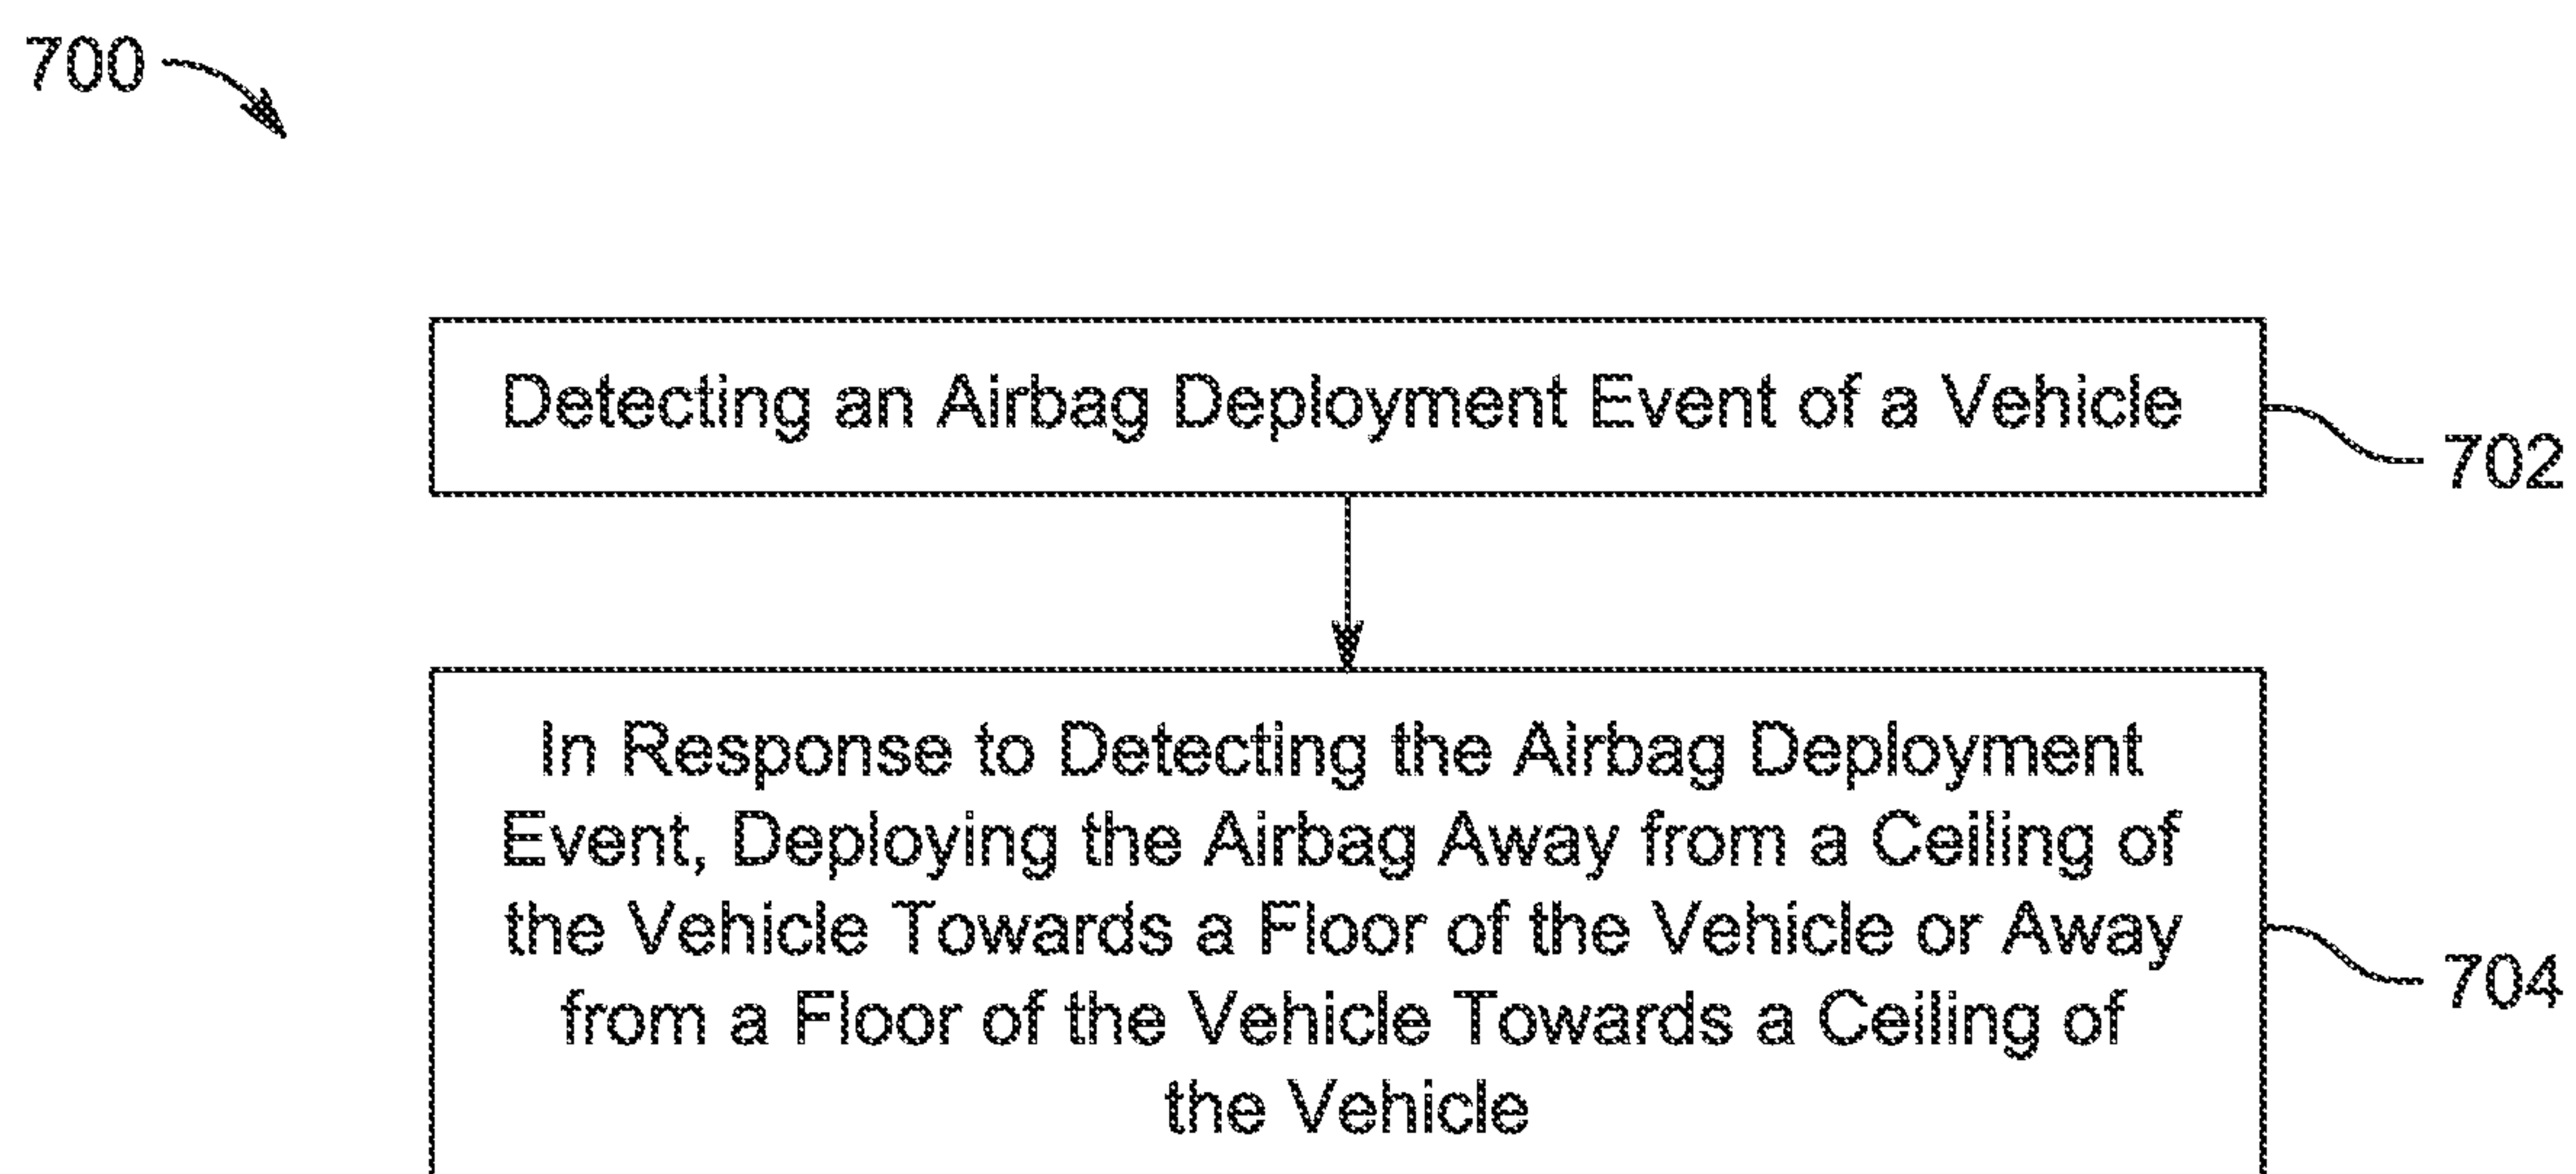 700
Detecting an Airbag Deployment Event of a Vehicle
702
In Response to Detecting the Airbag Deployment
Event, Deploying the Airbag Away from a Ceiling of
the Vehicle Towards a Floor of the Vehicle or Away
from a Floor of the Vehicle Towards a Ceiling of
the Vehicle
704